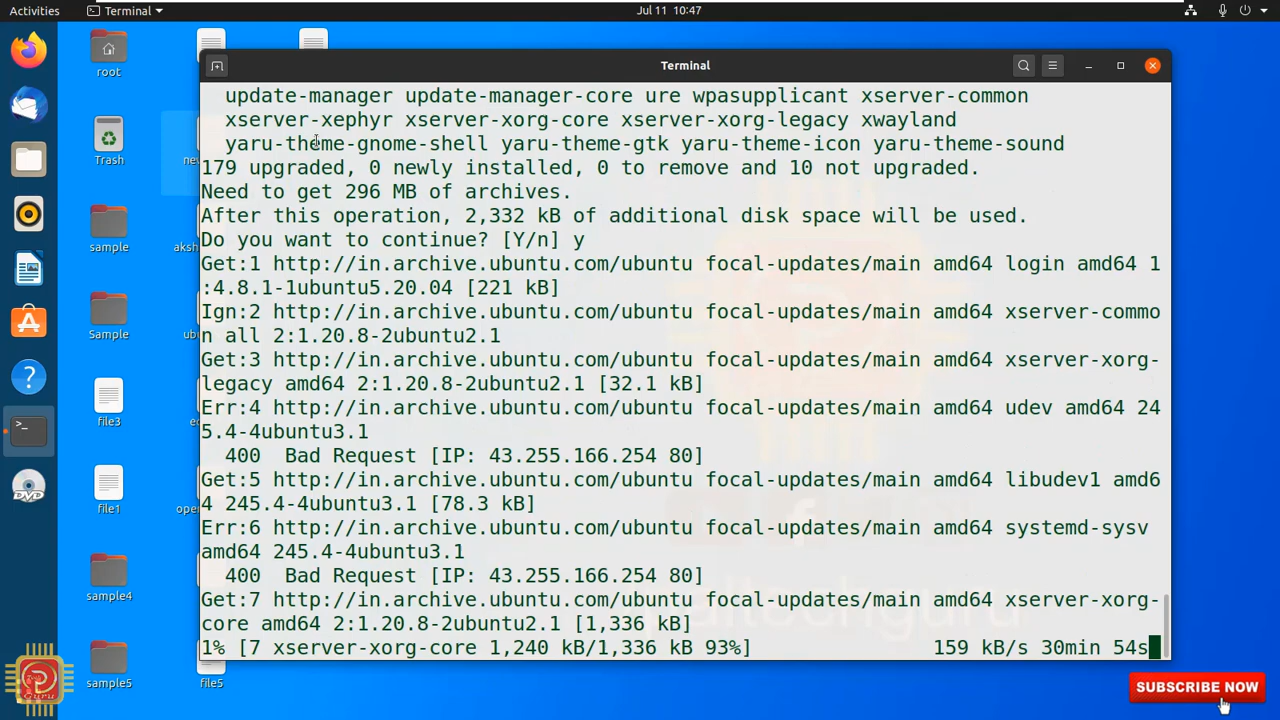 Activities
Terminal
Jul 11 10:47
Terminal
root
Trash
sample
Sample
file3
file1
sample4
sample5
file5
update-manager update-manager-core ure wpasupplicant xserver-common
xserver-xephyr xserver-xorg-core xserver-xorg-legacy xwayland
yaru-theme-gnome-shell yaru-theme-gtk yaru-theme-icon yaru-theme-sound
179 upgraded, 0 newly installed, 0 to remove and 10 not upgraded.
Need to get 296 MB of archives.
After this operation, 2,332 kB of additional disk space will be used.
Do you want to continue? [Y/n] y
Get:1 http://in.archive.ubuntu.com/ubuntu focal-updates/main amd64 login amd64 1
:4.8.1-1ubuntu5.20.04 [221 kB]
Ign:2 http://in.archive.ubuntu.com/ubuntu focal-updates/main amd64 xserver-commo
n all 2:1.20.8-2ubuntu2.1
Get:3 http://in.archive.ubuntu.com/ubuntu focal-updates/main amd64 xserver-xorg-
legacy amd64 2:1.20.8-2ubuntu2.1 [32.1 kB]
Err:4 http://in.archive.ubuntu.com/ubuntu focal-updates/main amd64 udev amd64 24
5.4-4ubuntu3.1
400  Bad Request [IP: 43.255.166.254 80]
Get:5 http://in.archive.ubuntu.com/ubuntu focal-updates/main amd64 libudev1 amd6
4 245.4-4ubuntu3.1 [78.3 kB]
Err:6 http://in.archive.ubuntu.com/ubuntu focal-updates/main amd64 systemd-sysv
amd64 245.4-4ubuntu3.1
400  Bad Request [IP: 43.255.166.254 80]
Get:7 http://in.archive.ubuntu.com/ubuntu focal-updates/main amd64 xserver-xorg-
core amd64 2:1.20.8-2ubuntu2.1 [1,336 kB]
1% [7 xserver-xorg-core 1,240 kB/1,336 kB 93%] 159 kB/s 30min 54s
Guru
SUBSCRIBE NOW